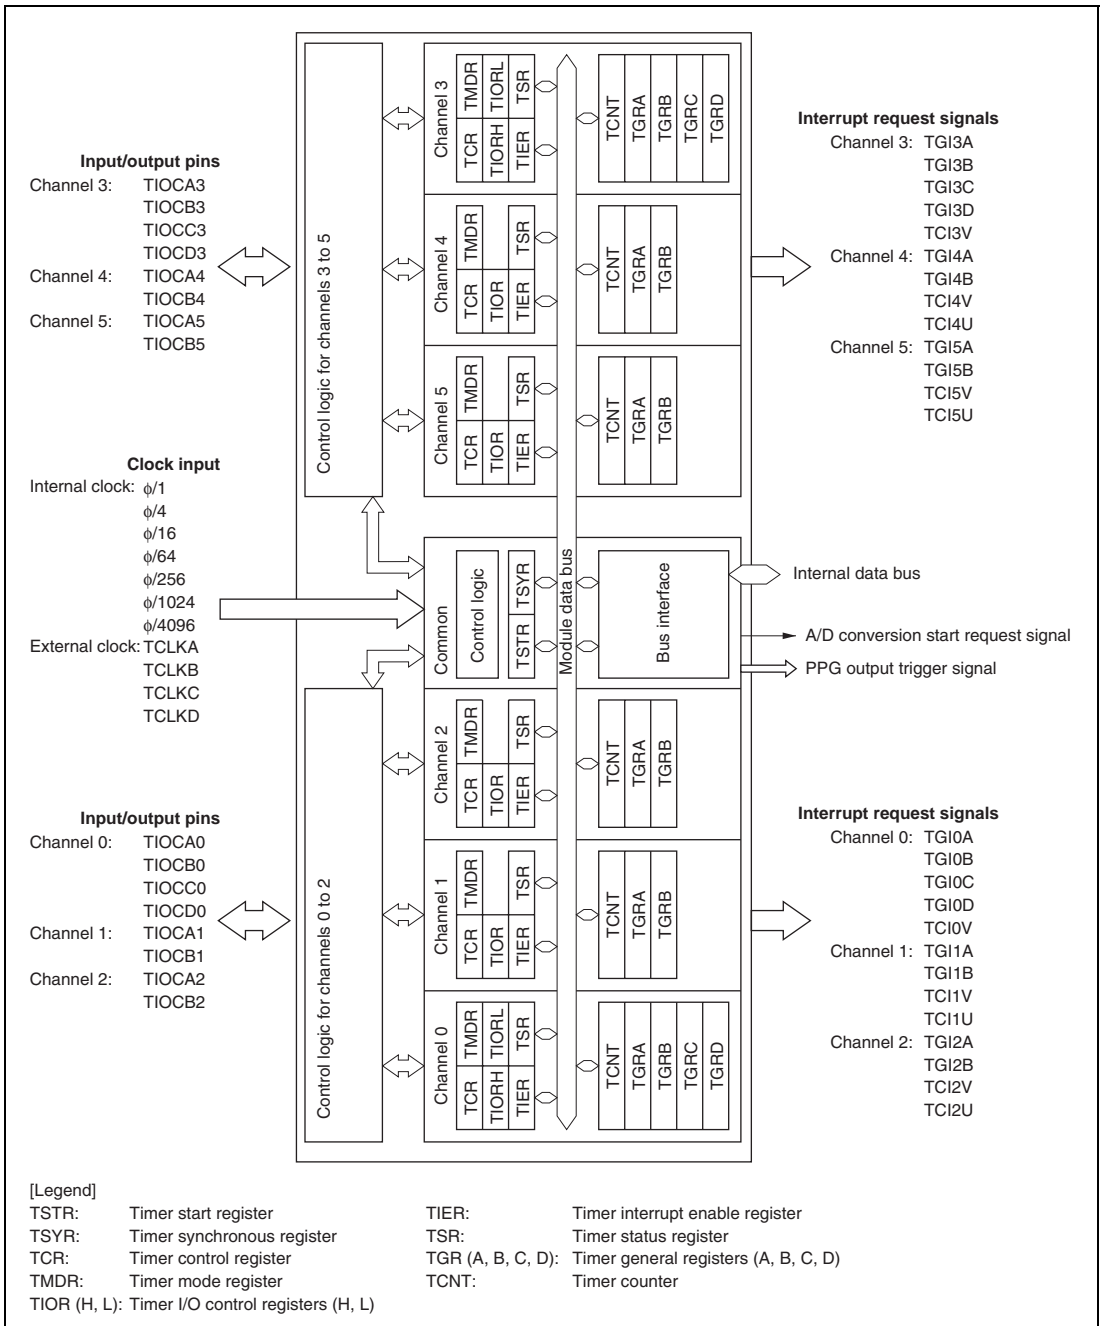 Input/output pins
Channel 3: TIOCA3
TIOCB3
TIOCC3
TIOCD3
Channel 4: TIOCA4
TIOCB4
Channel 5: TIOCA5
TIOCB5
Clock input
Internal clock: ϕ/1
ϕ/4
ϕ/16
ϕ/64
ϕ/256
ϕ/1024
ϕ/4096
External clock: TCLKA
TCLKB
TCLKC
TCLKD
Input/output pins
Channel 0: TIOCA0
TIOCB0
TIOCC0
TIOCD0
Channel 1: TIOCA1
TIOCB1
Channel 2: TIOCA2
TIOCB2
Control logic for channels 3 to 5
Control logic for channels 0 to 2
Channel 3
TCR TMDR
TIORH TIORL
TIER TSR
TCNT
TGRA
TGRB
TGRC
TGRD
Channel 4
TCR TMDR
TIOR
TIER TSR
TCNT
TGRA
TGRB
Channel 5
TCR TMDR
TIOR
TIER TSR
TCNT
TGRA
TGRB
Common
Control logic
TSTR TSYR
Module data bus
Bus interface
Channel 2
TCR TMDR
TIOR
TIER TSR
TCNT
TGRA
TGRB
Channel 1
TCR TMDR
TIOR
TIER TSR
TCNT
TGRA
TGRB
Channel 0
TCR TMDR
TIORH TIORL
TIER TSR
TCNT
TGRA
TGRB
TGRC
TGRD
Interrupt request signals
Channel 3: TGI3A
TGI3B
TGI3C
TGI3D
TCI3V
Channel 4: TGI4A
TGI4B
TCI4V
TCI4U
Channel 5: TGI5A
TGI5B
TCI5V
TCI5U
Internal data bus
A/D conversion start request signal
PPG output trigger signal
Interrupt request signals
Channel 0: TGI0A
TGI0B
TGI0C
TGI0D
TCI0V
Channel 1: TGI1A
TGI1B
TCI1V
TCI1U
Channel 2: TGI2A
TGI2B
TCI2V
TCI2U
[Legend]
TSTR: Timer start register
TSYR: Timer synchronous register
TCR: Timer control register
TMDR: Timer mode register
TIOR (H, L): Timer I/O control registers (H, L)
TIER: Timer interrupt enable register
TSR: Timer status register
TGR (A, B, C, D): Timer general registers (A, B, C, D)
TCNT: Timer counter